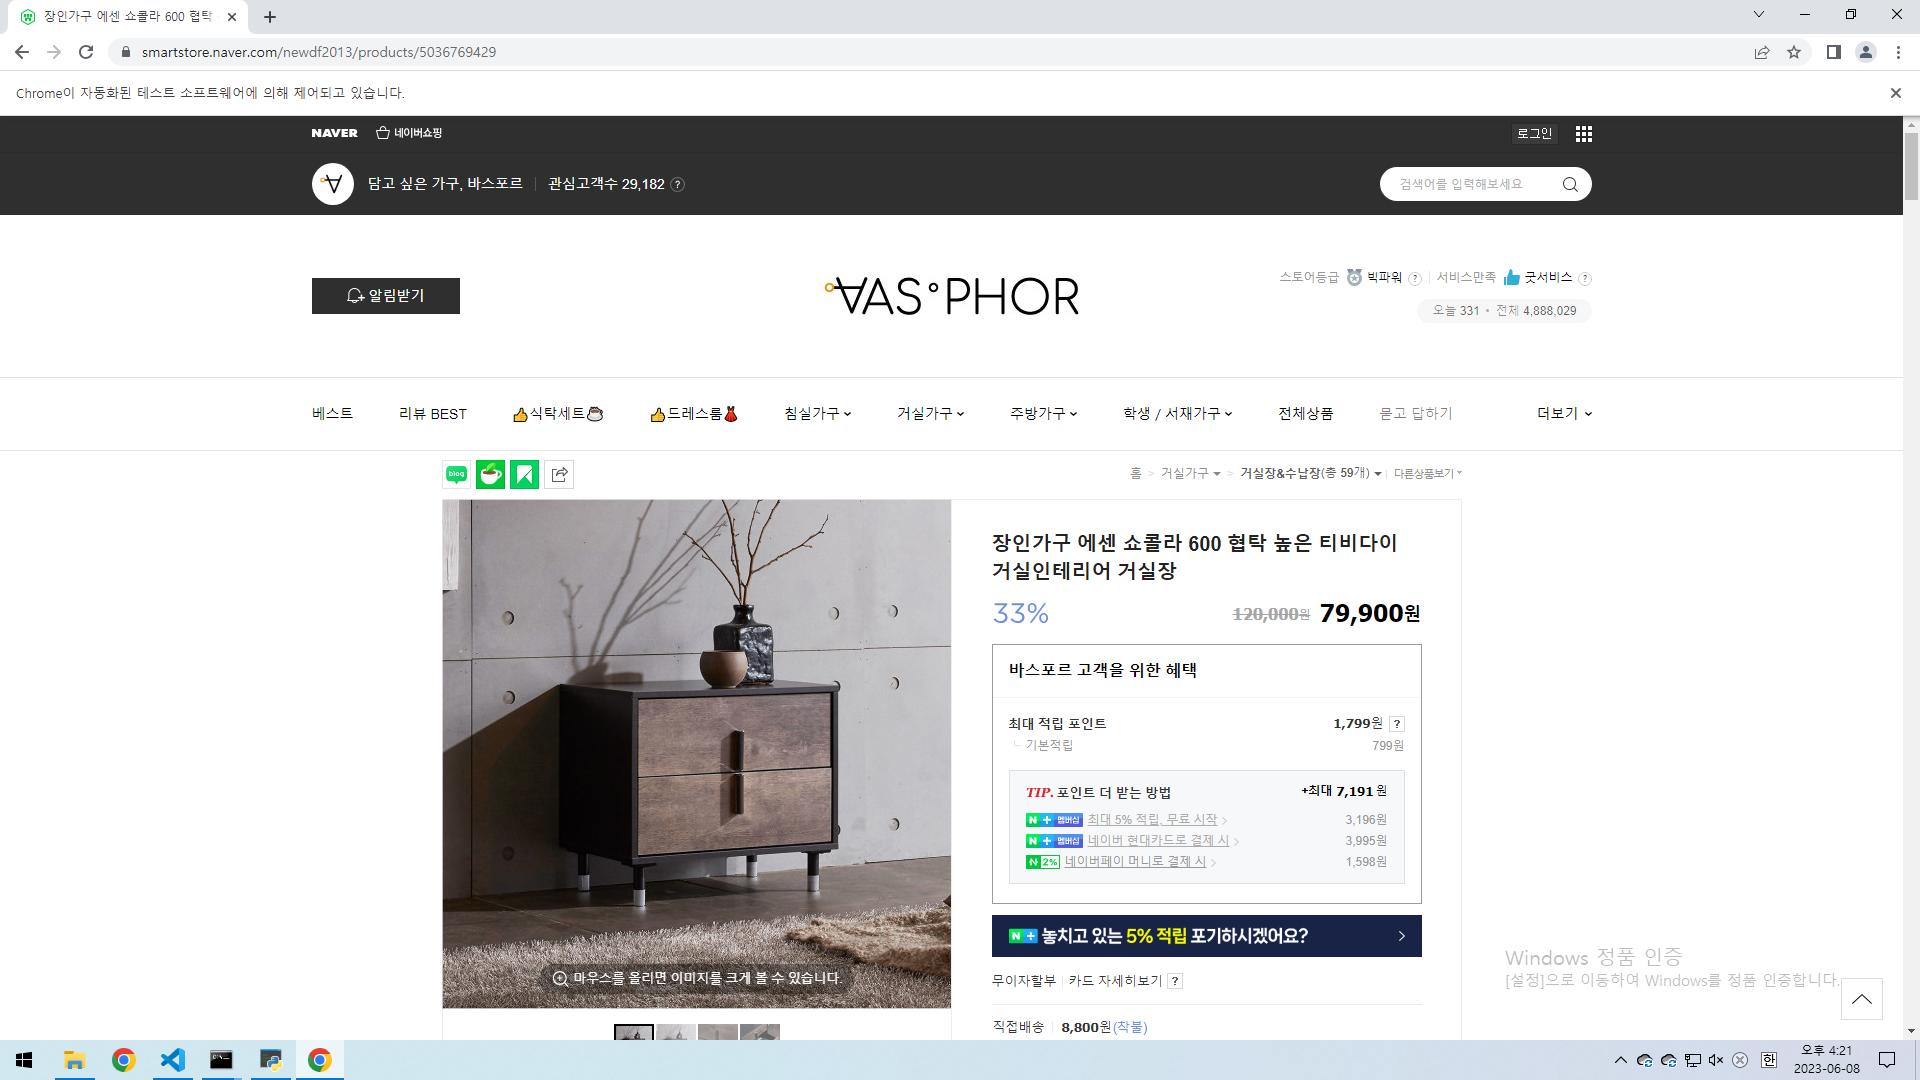 장인가구 에센 쇼콜라 600 협탁
smartstore.naver.com/newdf2013/products/5036769429
Chrome이 자동화된 테스트 소프트웨어에 의해 제어되고 있습니다.
NAVER 네이버쇼핑
로그인
담고 싶은 가구, 바스포르 관심고객수 29,182 ?
검색어를 입력해보세요
알림받기
VAS°PHOR
스토어등급 빅파워 ? 서비스만족 굿서비스 ?
오늘 331 • 전체 4,888,029
베스트 리뷰 BEST 👍식탁세트☕ 👍드레스룸👗 침실가구 거실가구 주방가구 학생 / 서재가구 전체상품 묻고 답하기 더보기
blog
홈 > 거실가구 > 거실장&수납장(총 59개) 다른상품보기
장인가구 에센 쇼콜라 600 협탁 높은 티비다이
거실인테리어 거실장
33% 120,000원 79,900원
바스포르 고객을 위한 혜택
최대 적립 포인트 1,799원 ?
기본적립 799원
TIP. 포인트 더 받는 방법 +최대 7,191 원
N + 멤버십 최대 5% 적립, 무료 시작 > 3,196원
N + 멤버십 네이버 현대카드로 결제 시 > 3,995원
N 2% 네이버페이 머니로 결제 시 > 1,598원
N + 놓치고 있는 5% 적립 포기하시겠어요? >
마우스를 올리면 이미지를 크게 볼 수 있습니다.
무이자할부 카드 자세히보기 ?
직접배송 8,800원(착불)
Windows 정품 인증
[설정]으로 이동하여 Windows를 정품 인증합니다.
한
오후 4:21
2023-06-08